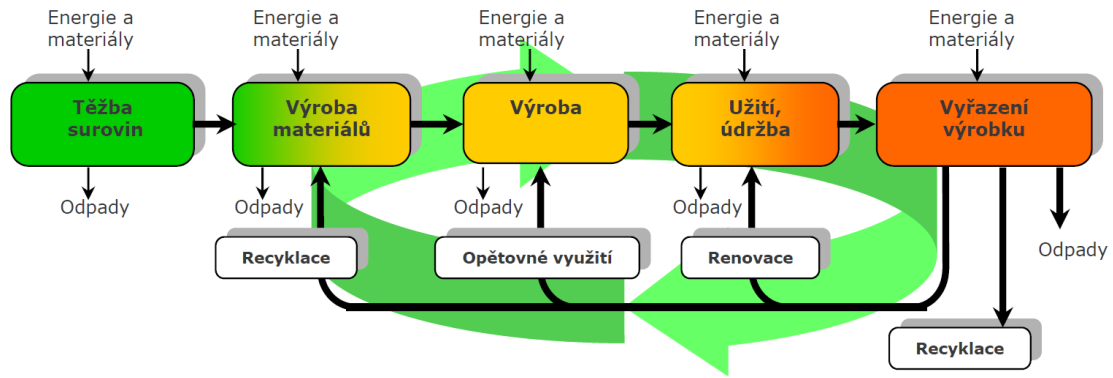 Energie a
materiály
Energie a
materiály
Energie a
materiály
Energie a
materiály
Energie a
materiály
Těžba
surovin
Výroba
materiálů
Výroba
Užití,
údržba
Vyřazení
výrobku
Odpady
Odpady
Odpady
Odpady
Odpady
Recyklace
Opětovné využití
Renovace
Recyklace